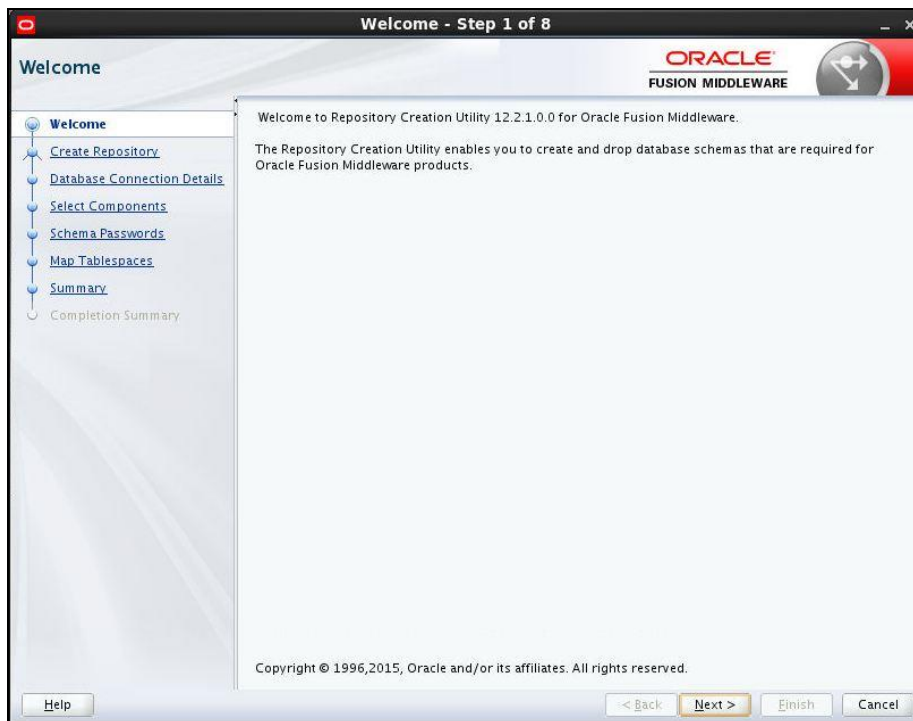 Welcome - Step 1 of 8
Welcome
ORACLE
FUSION MIDDLEWARE
Welcome
Create Repository
Database Connection Details
Select Components
Schema Passwords
Map Tablespaces
Summary
Completion Summary
Welcome to Repository Creation Utility 12.2.1.0.0 for Oracle Fusion Middleware.
The Repository Creation Utility enables you to create and drop database schemas that are required for
Oracle Fusion Middleware products.
Copyright © 1996,2015, Oracle and/or its affiliates. All rights reserved.
Help
< Back
Next >
Finish
Cancel